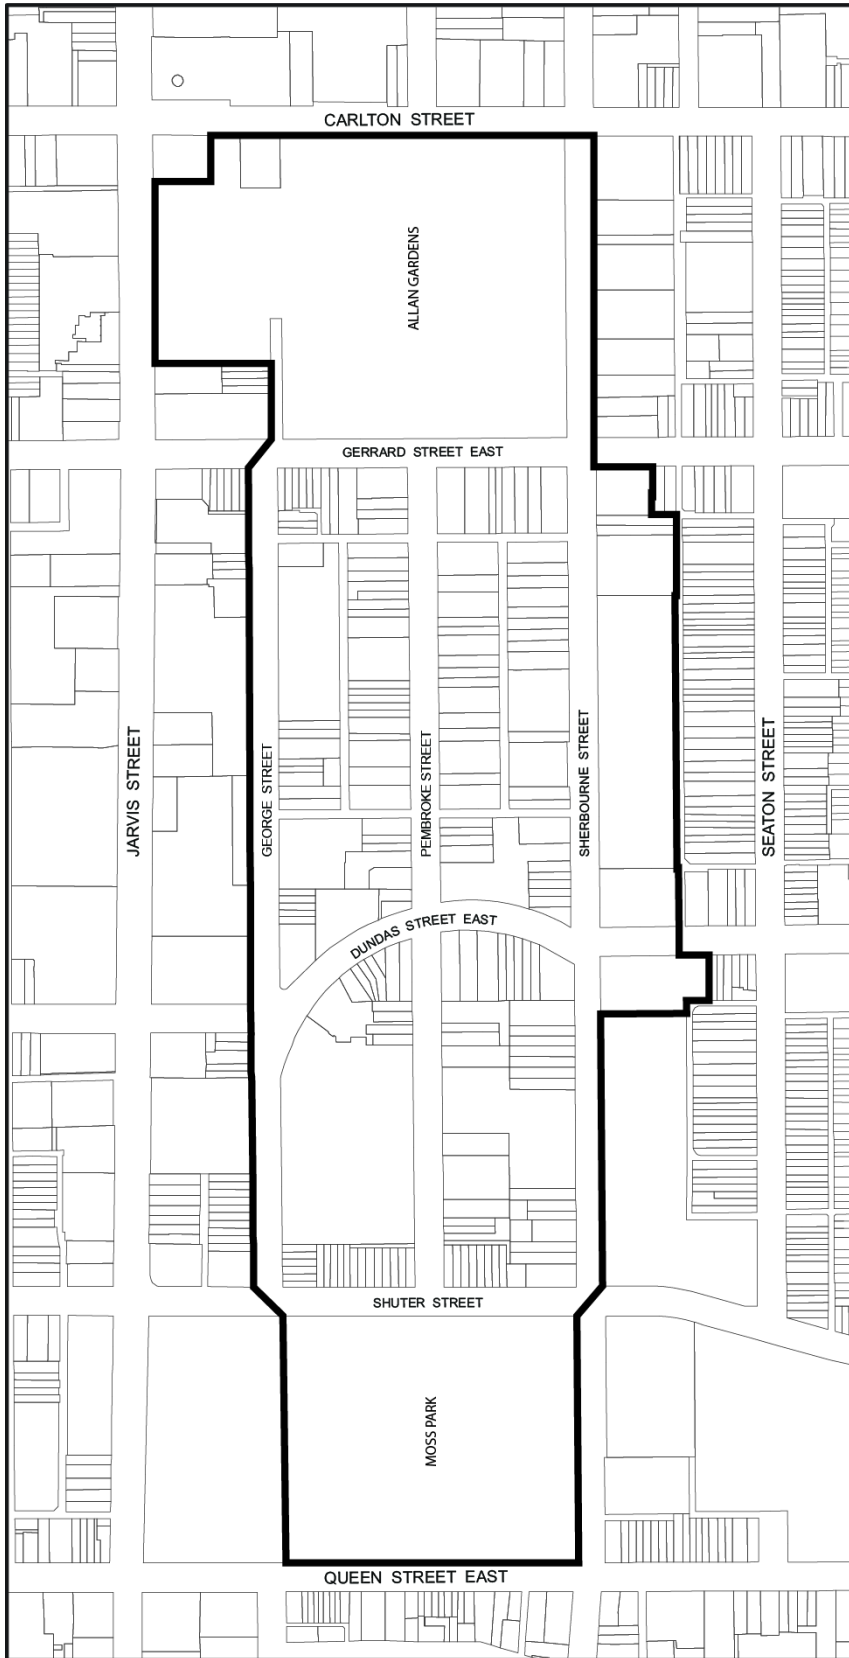 CARLTON STREET
ALLAN GARDENS
GERRARD STREET EAST
JARVIS STREET
GEORGE STREET
PEMBROKE STREET
SHERBOURNE STREET
SEATON STREET
DUNDAS STREET EAST
SHUTER STREET
MOSS PARK
QUEEN STREET EAST